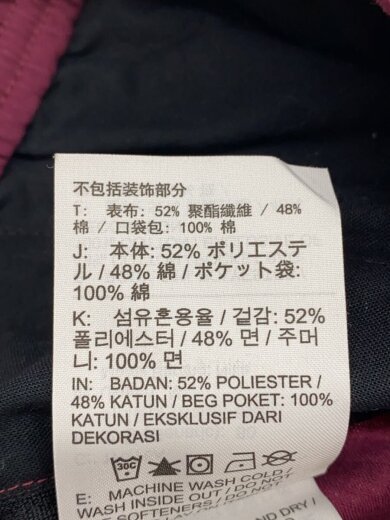 不包括装饰部分
T: 表布: 52% 聚酯纖維 / 48%
棉 / 口袋包: 100% 棉
J: 本体: 52% ポリエステ
ル / 48% 綿 / ポケット袋:
100% 綿
K: 섬유혼용율 / 겉감: 52%
폴리에스터 / 48% 면 / 주머
니: 100% 면
IN: BADAN: 52% POLIESTER /
48% KATUN / BEG POKET: 100%
KATUN / EKSKLUSIF DARI
DEKORASI
30C
E: MACHINE WASH COLD /
WASH INSIDE OUT / DO NOT